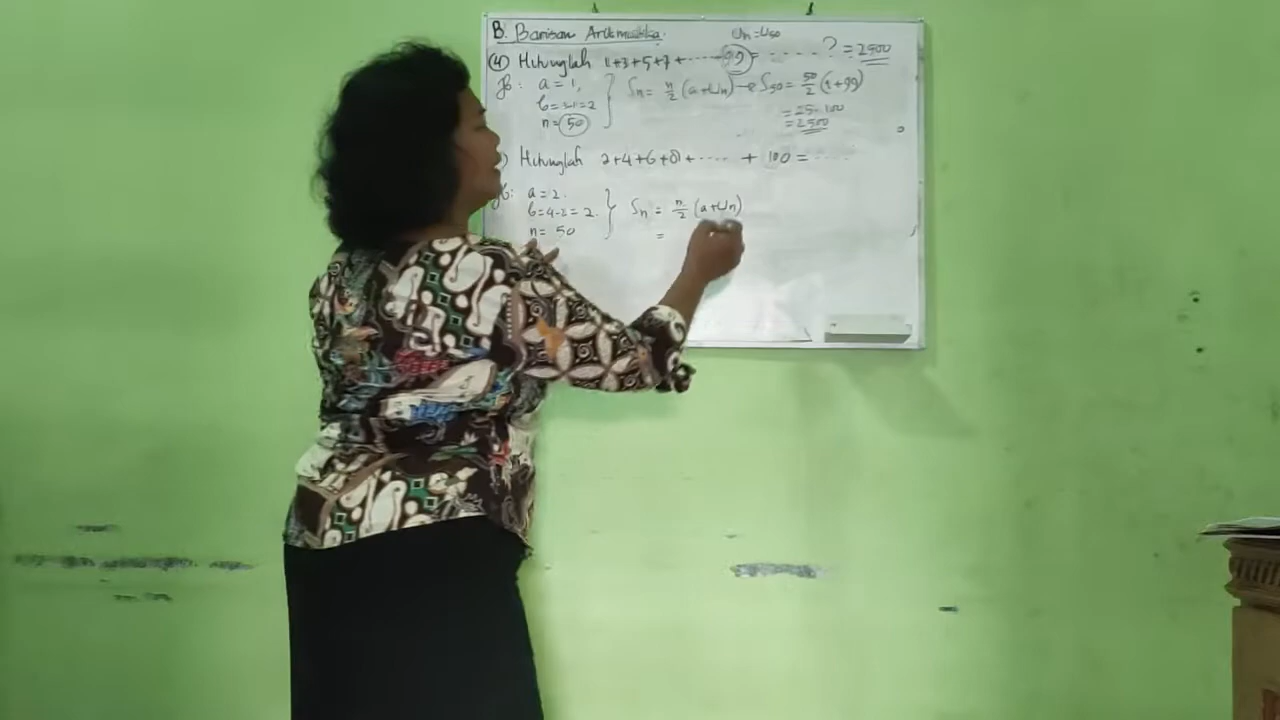 B. Barisan Aritmatika.
Un = U50
④ Hitunglah 1+3+5+7+ ...... 99 = - - - - - ? = 2500
Jb: a = 1,
b = 3-1 = 2
n = 50
Sn = n/2 (a+Un) → S50 = 50/2 (1+99)
= 25. 100
= 2500
) Hitunglah 2+4+6+8+ ..... + 100 = ......
Jb: a = 2.
b = 4-2 = 2.
n = 50
Sn = n/2 (a+Un)
=